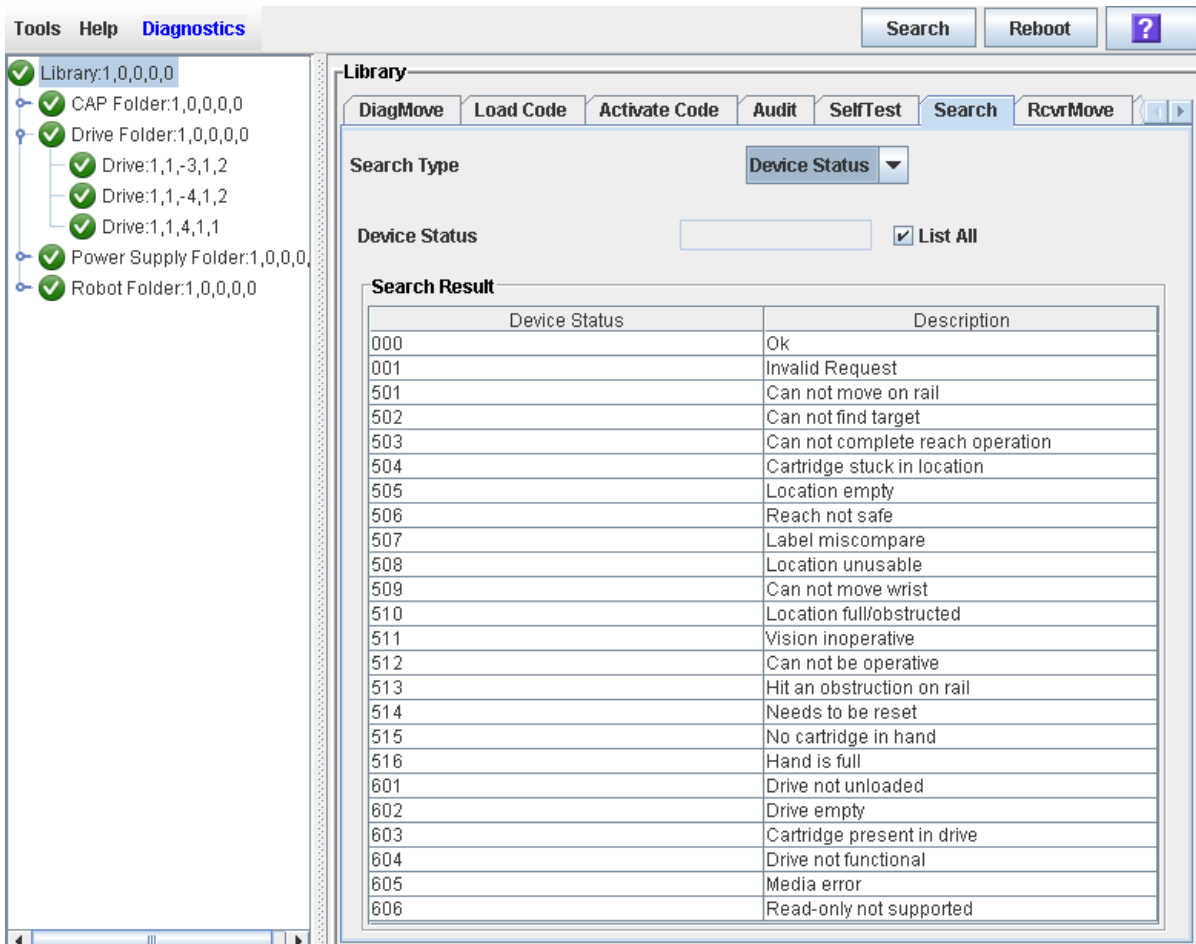 Tools Help Diagnostics Search Reboot ?
Library:1,0,0,0,0
CAP Folder:1,0,0,0,0
Drive Folder:1,0,0,0,0
Drive:1,1,-3,1,2
Drive:1,1,-4,1,2
Drive:1,1,4,1,1
Power Supply Folder:1,0,0,0,
Robot Folder:1,0,0,0,0
Library
DiagMove Load Code Activate Code Audit SelfTest Search RcvrMove
Search Type Device Status
Device Status List All
Search Result
Device Status Description
000 Ok
001 Invalid Request
501 Can not move on rail
502 Can not find target
503 Can not complete reach operation
504 Cartridge stuck in location
505 Location empty
506 Reach not safe
507 Label miscompare
508 Location unusable
509 Can not move wrist
510 Location full/obstructed
511 Vision inoperative
512 Can not be operative
513 Hit an obstruction on rail
514 Needs to be reset
515 No cartridge in hand
516 Hand is full
601 Drive not unloaded
602 Drive empty
603 Cartridge present in drive
604 Drive not functional
605 Media error
606 Read-only not supported